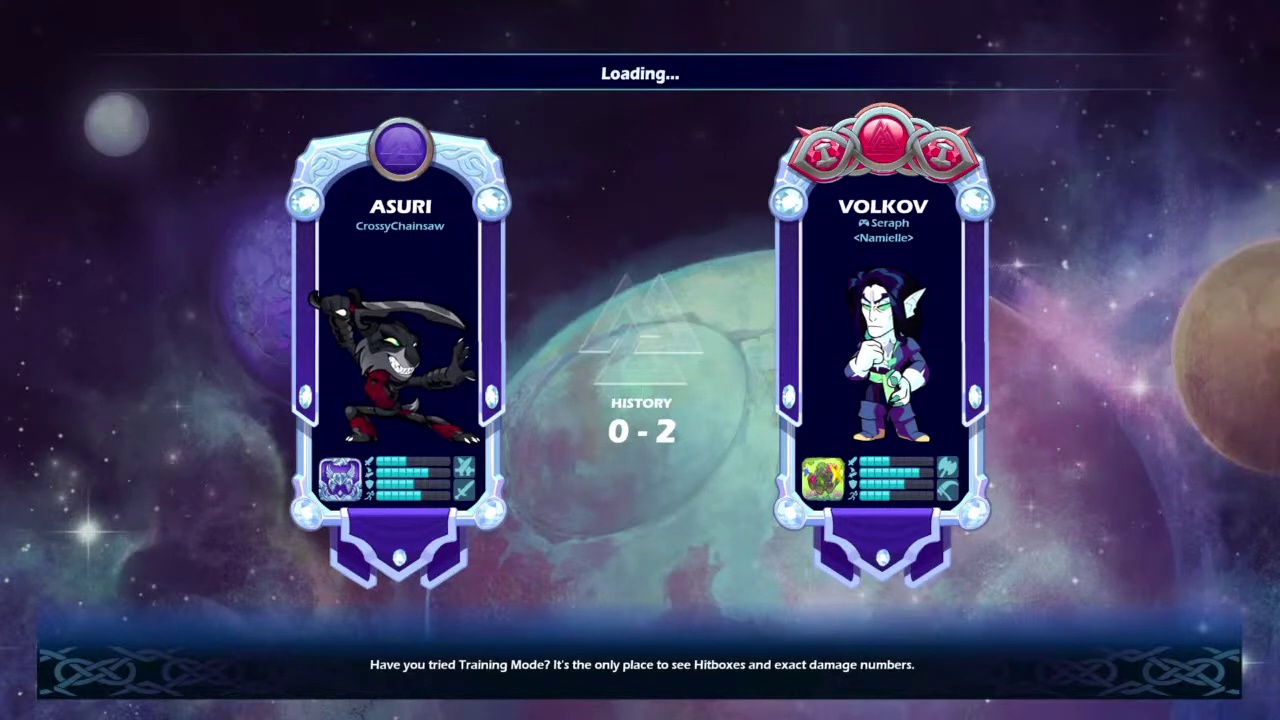 Loading...
ASURI
CrossyChainsaw
VOLKOV
Seraph
<Namielle>
HISTORY
0 - 2
Have you tried Training Mode? It's the only place to see Hitboxes and exact damage numbers.